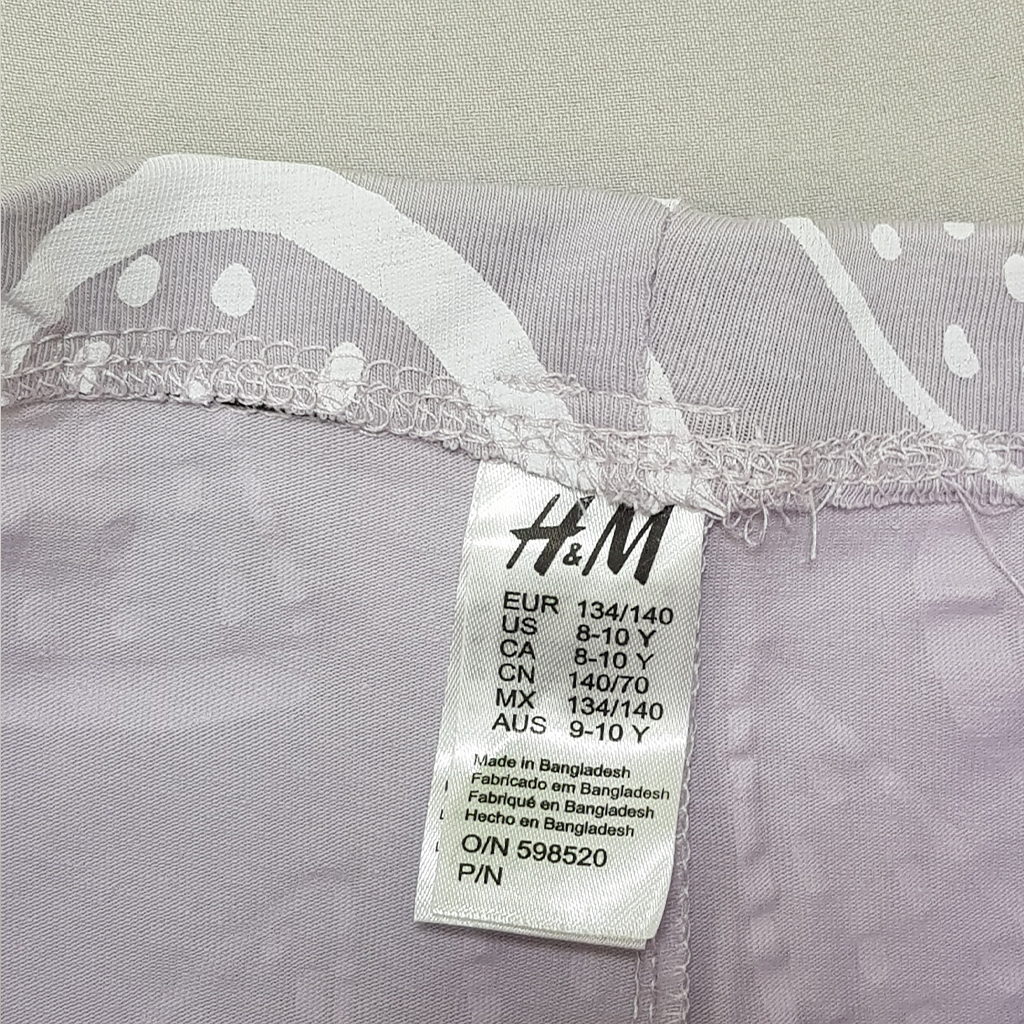 H&M
EUR 134/140
US 8-10 Y
CA 8-10 Y
CN 140/70
MX 134/140
AUS 9-10 Y
Made in Bangladesh
Fabricado em Bangladesh
Fabriqué en Bangladesh
Hecho en Bangladesh
O/N 598520
P/N